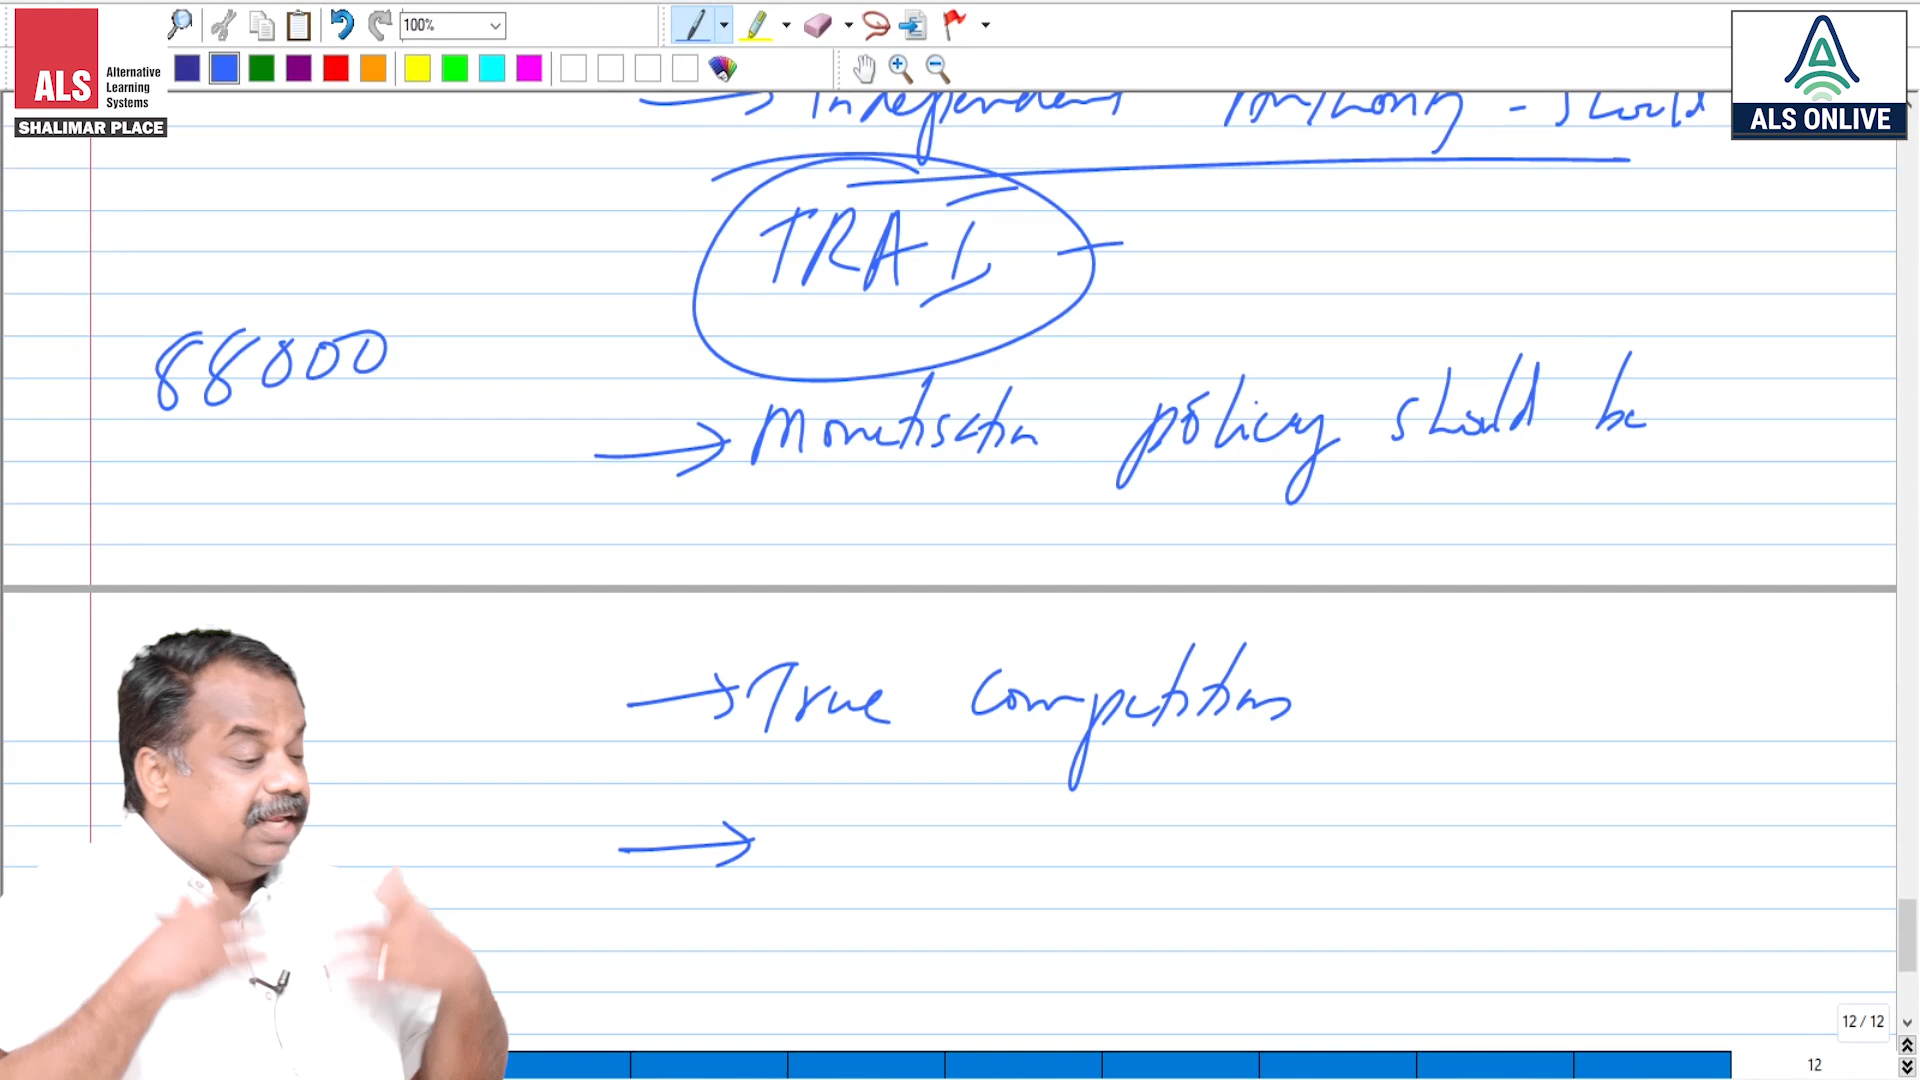 100%
ALS
Alternative
Learning
Systems
SHALIMAR PLACE
ALS ONLIVE
→ Independent - should
TRAI -
88000
→ Monetisation policy should be
→ True competition
→
12 / 12
12